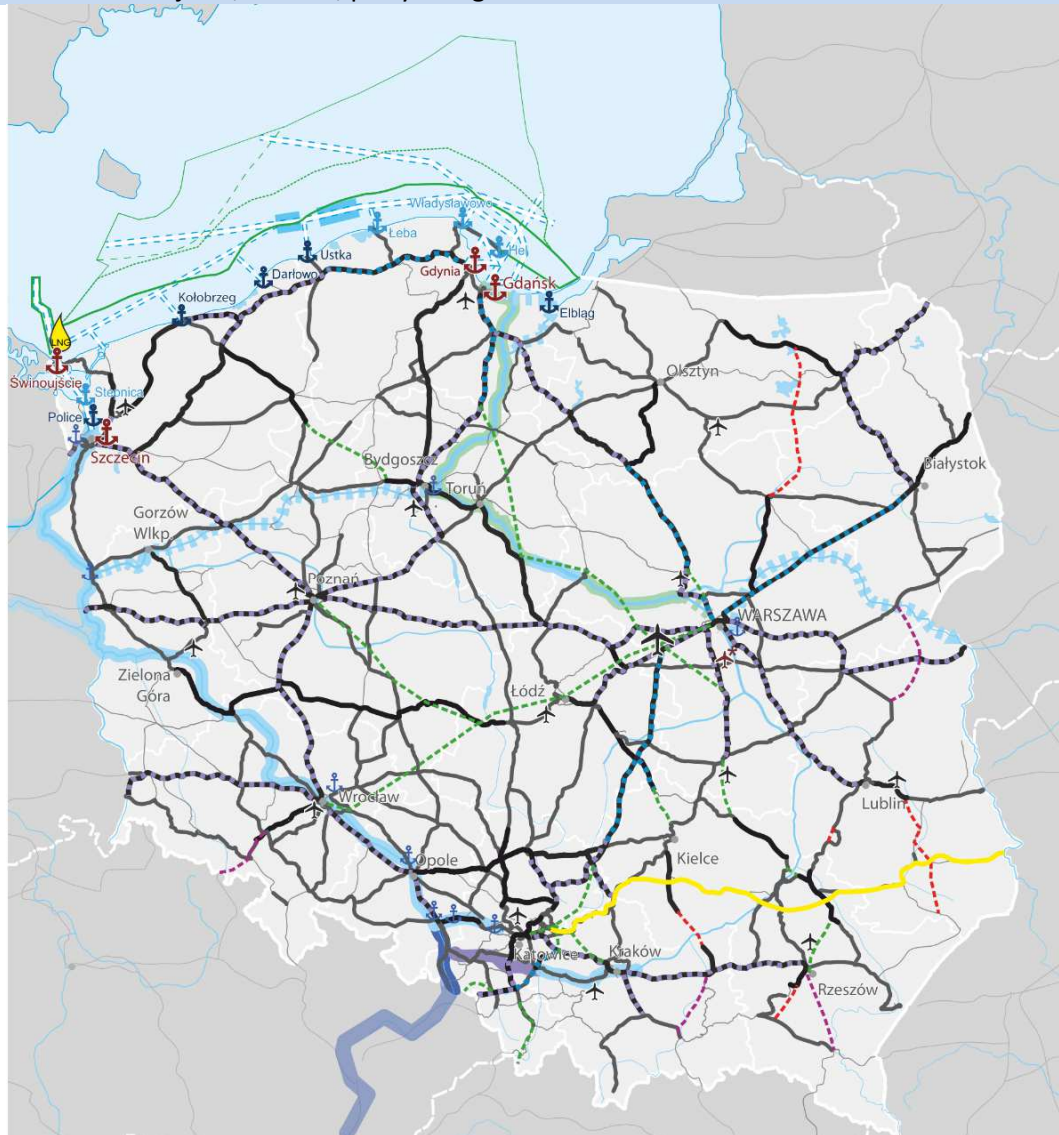 Władysławowo
Łeba
Hel
Ustka
Gdynia
Gdańsk
Darłowo
Kołobrzeg
Elbląg
LNG
Świnoujście
Stepnica
Police
Szczecin
Olsztyn
Białystok
Bydgoszcz
Toruń
Gorzów
Wlkp.
Poznań
WARSZAWA
Zielona
Góra
Łódź
Lublin
Wrocław
Opole
Kielce
Katowice
Kraków
Rzeszów